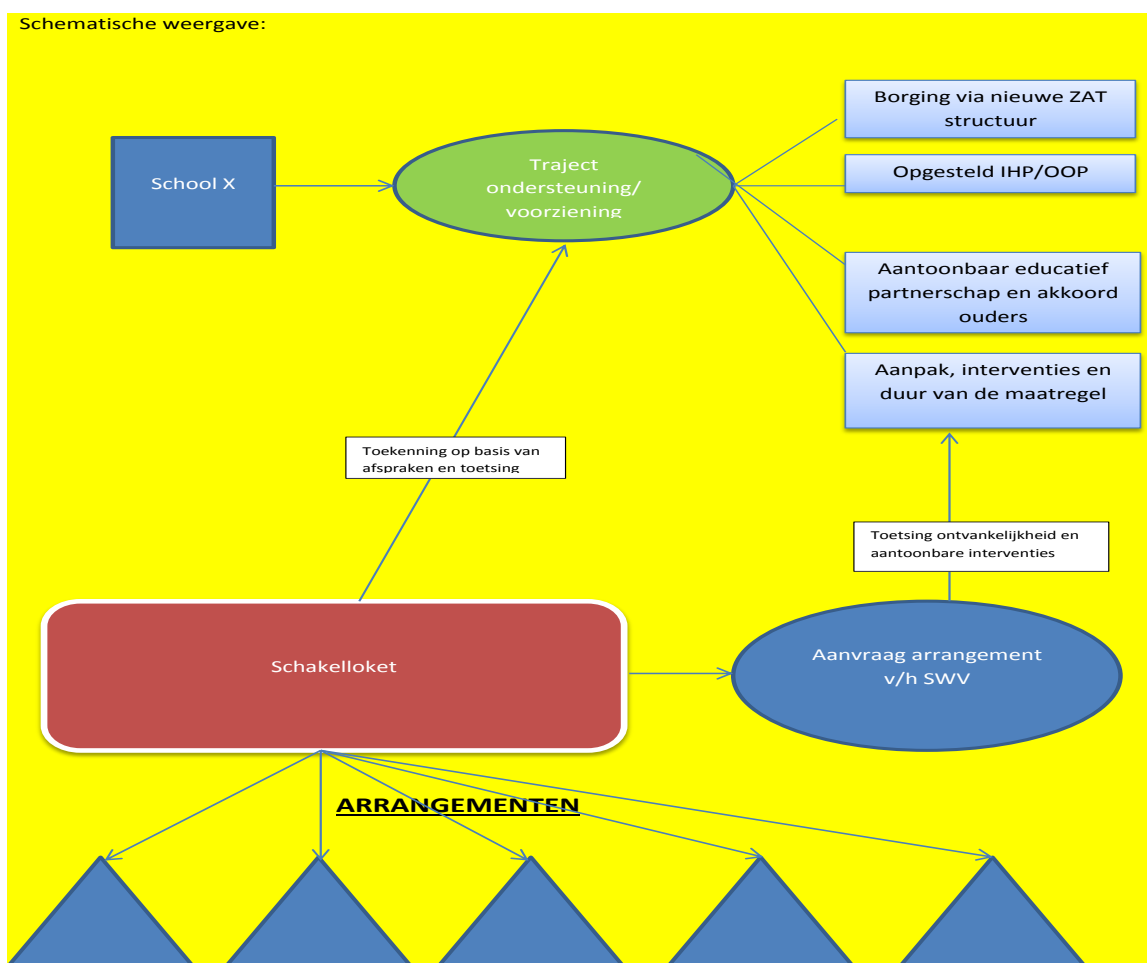 Schematische weergave:
School X
Traject
ondersteuning/
voorziening
Borging via nieuwe ZAT
structuur
Opgesteld IHP/OOP
Aantoonbaar educatief
partnerschap en akkoord
ouders
Aanpak, interventies en
duur van de maatregel
Toekenning op basis van
afspraken en toetsing
Toetsing ontvankelijkheid en
aantoonbare interventies
Schakelloket
Aanvraag arrangement
v/h SWV
ARRANGEMENTEN